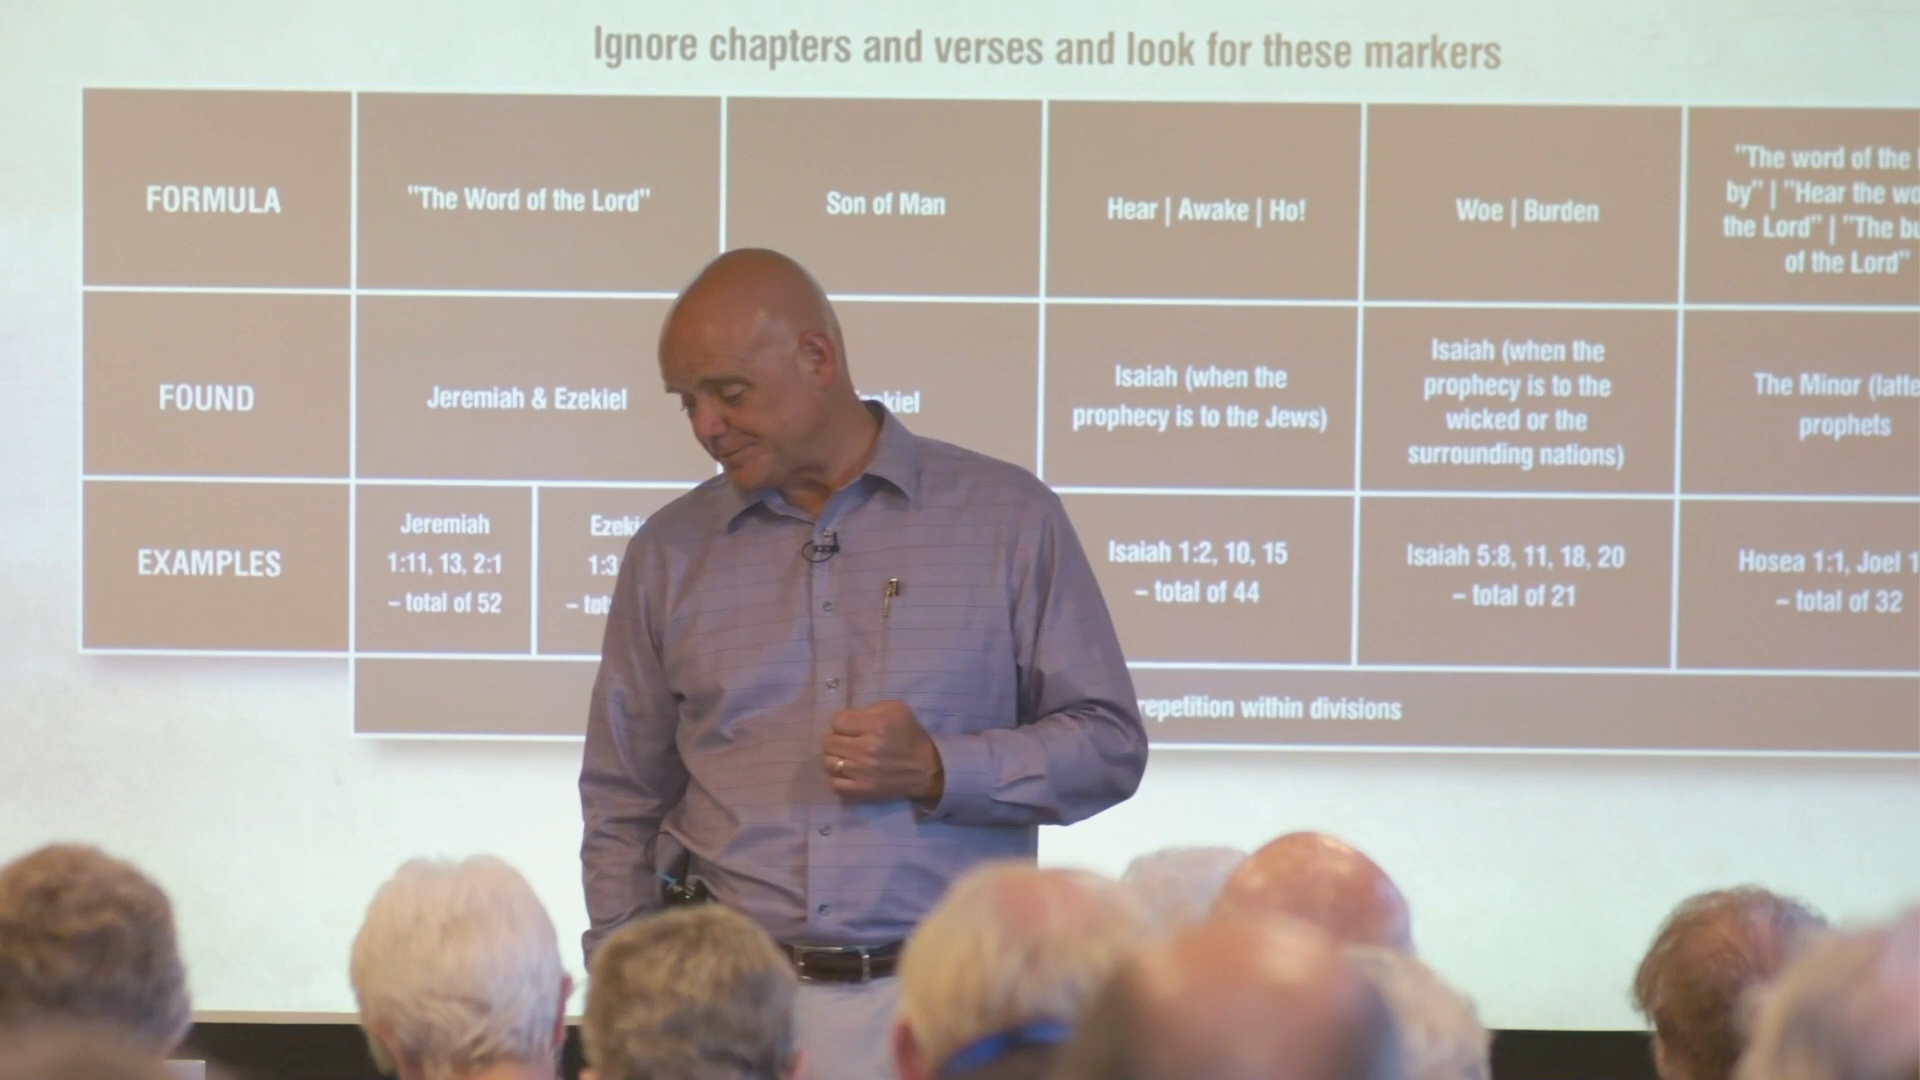 Ignore chapters and verses and look for these markers
FORMULA
"The Word of the Lord"
Son of Man
Hear | Awake | Ho!
Woe | Burden
"The word of the
by" | "Hear the
the Lord" | "The
of the Lord"
FOUND
Jeremiah & Ezekiel
Isaiah (when the
prophecy is to the Jews)
Isaiah (when the
prophecy is to the
wicked or the
surrounding nations)
The Minor
prophets
EXAMPLES
Jeremiah
1:11, 13, 2:1
– total of 52
1:3
–
Isaiah 1:2, 10, 15
– total of 44
Isaiah 5:8, 11, 18, 20
– total of 21
Hosea 1:1, Joel
– total of 32
repetition within divisions